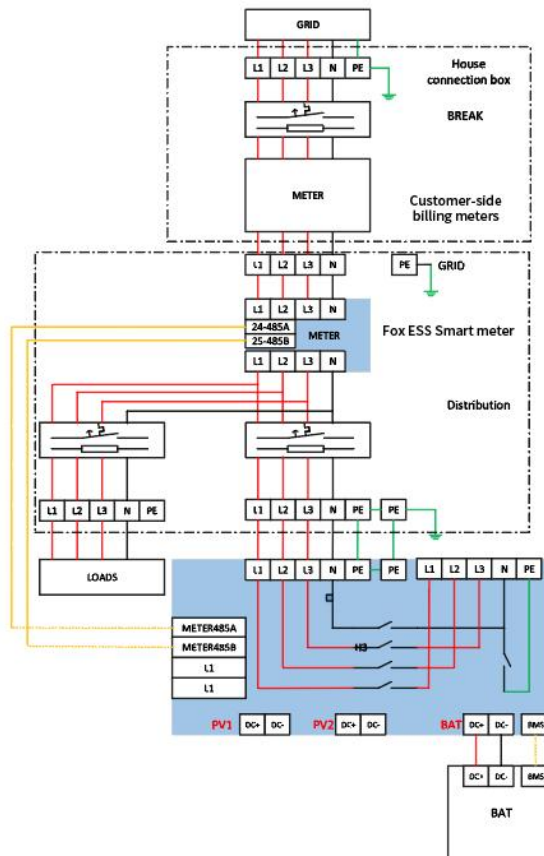 GRID
L1 L2 L3 N PE
House
connection box
BREAK
METER
Customer-side
billing meters
L1 L2 L3 N
PE
GRID
L1 L2 L3 N
24-485A
25-485B
METER
Fox ESS Smart meter
L1 L2 L3 N
Distribution
L1 L2 L3 N PE
L1 L2 L3 N PE PE
LOADS
L1 L2 L3 N PE PE
L1 L2 L3 N PE
METER485A
METER485B
L1
L1
H3
PV1 DC+ DC-
PV2 DC+ DC-
BAT DC+ DC- BMS
DC+ DC- BMS
BAT